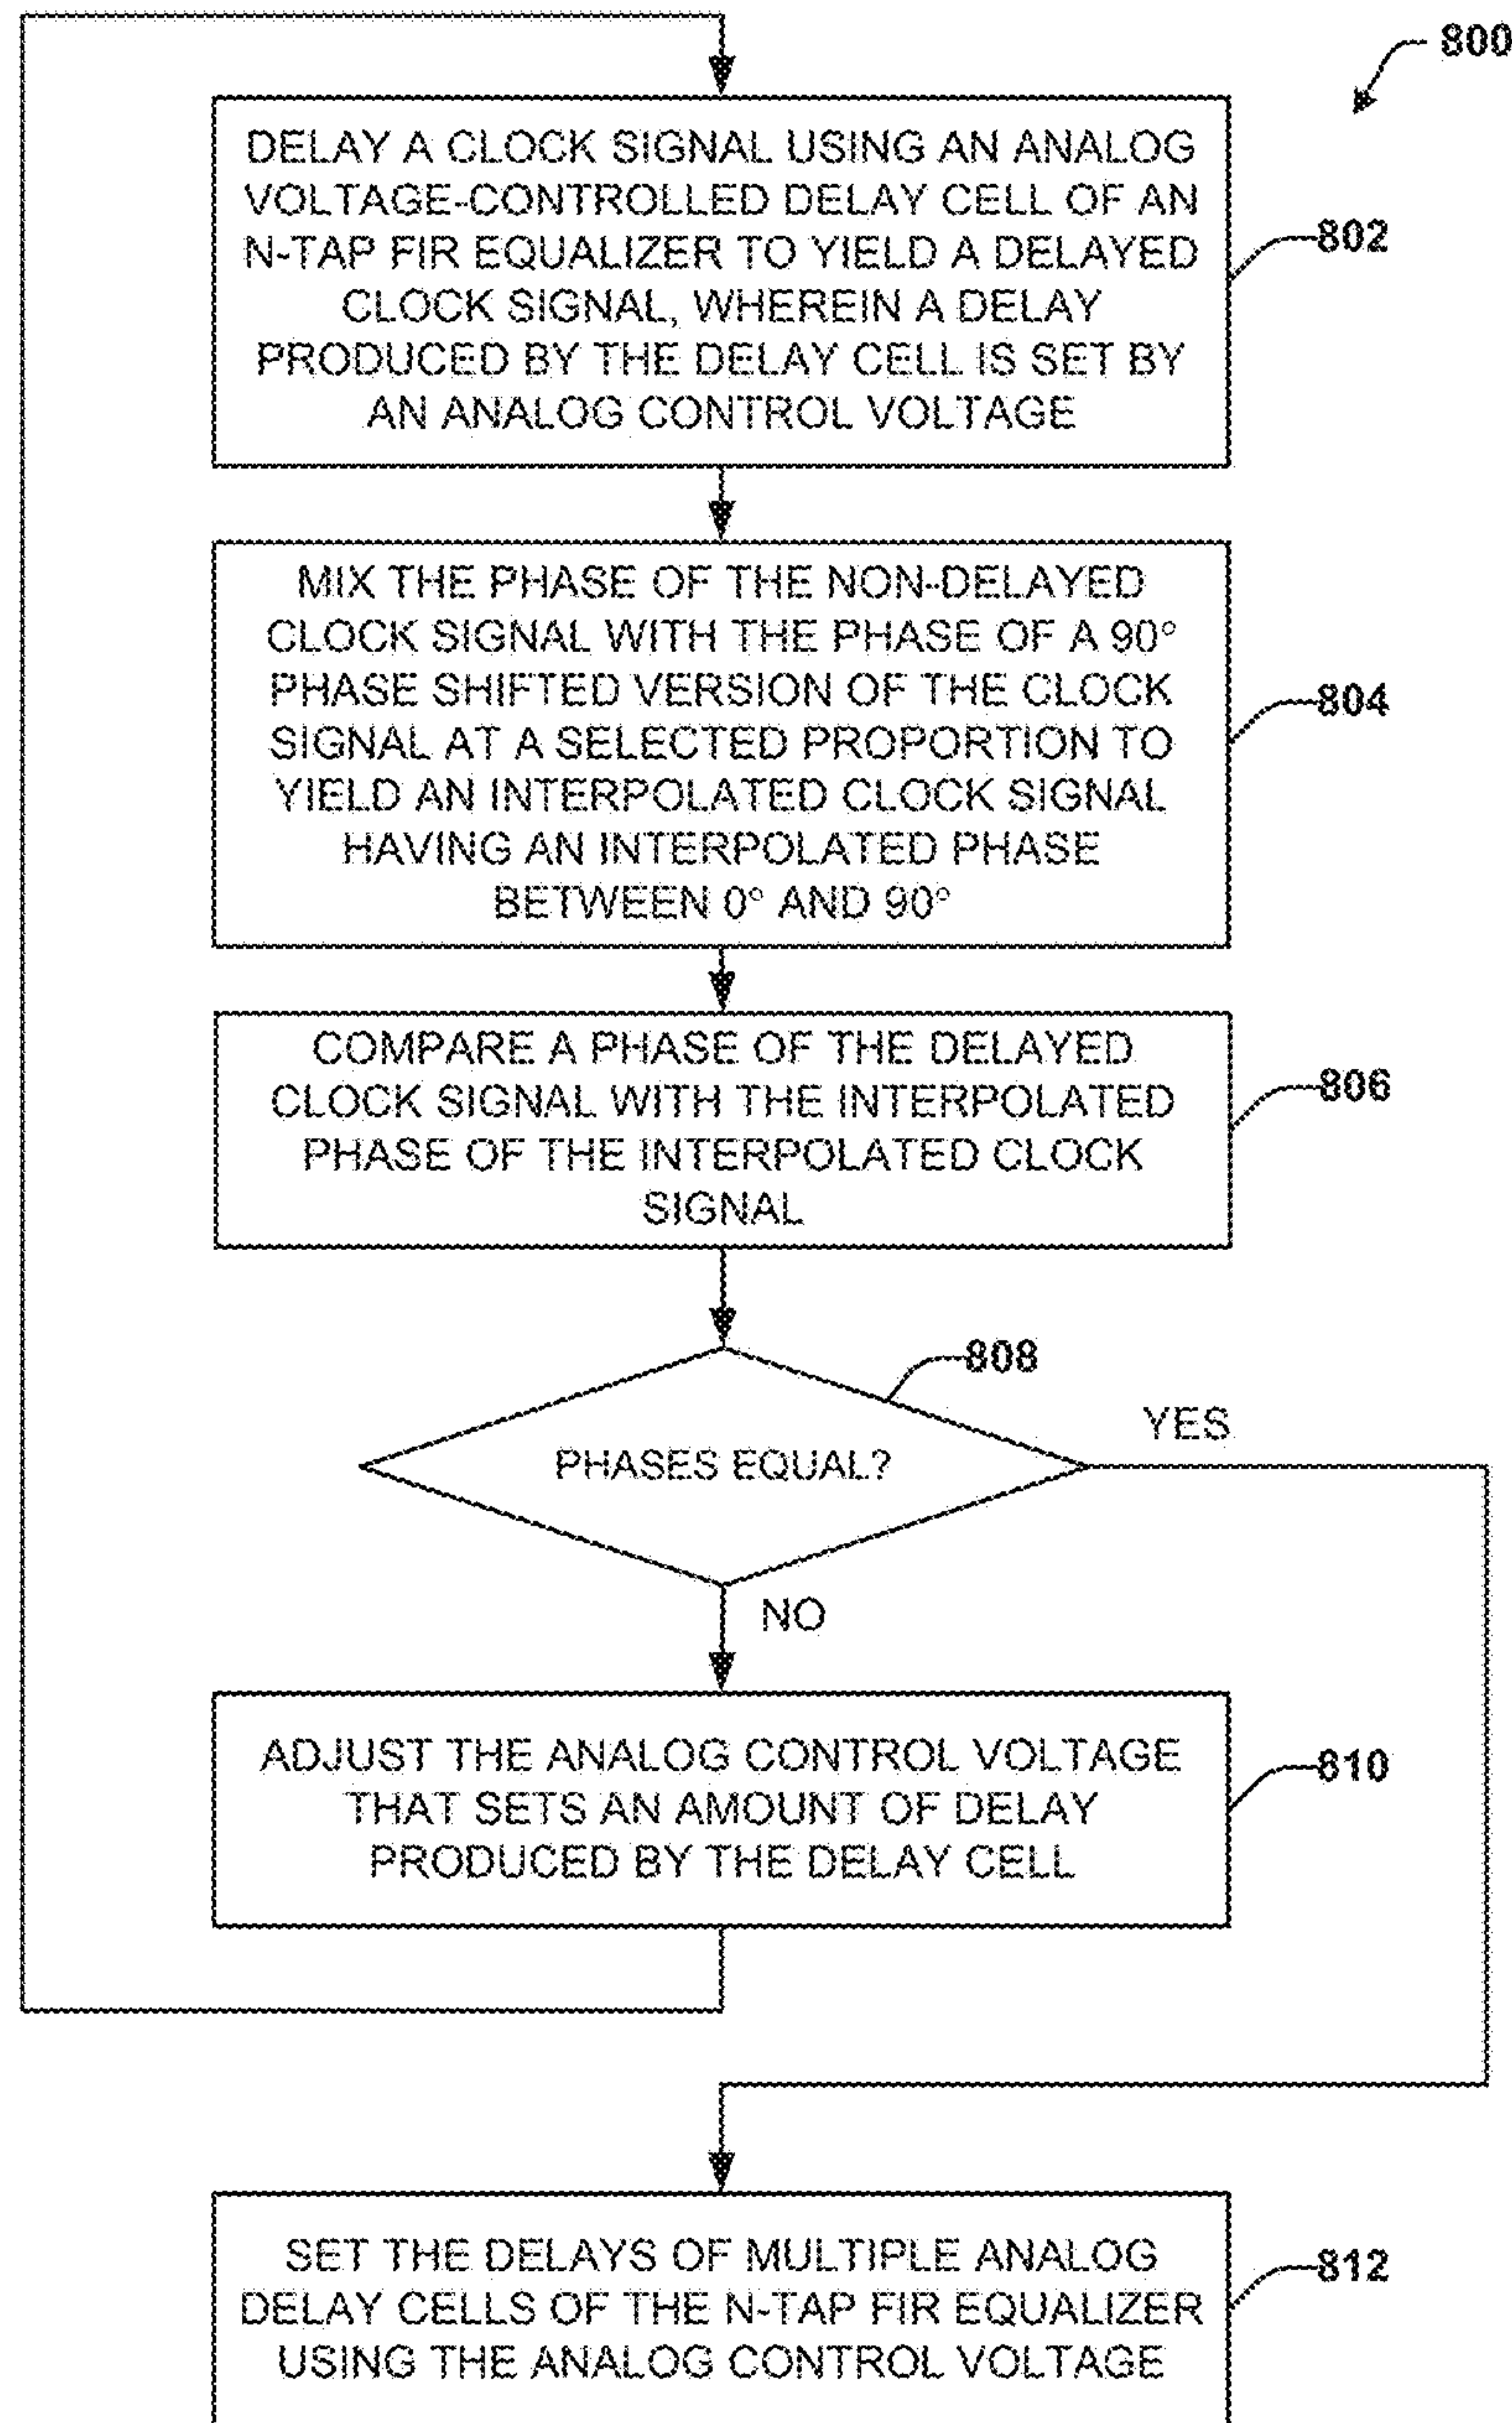 800
DELAY A CLOCK SIGNAL USING AN ANALOG
VOLTAGE-CONTROLLED DELAY CELL OF AN
N-TAP FIR EQUALIZER TO YIELD A DELAYED
CLOCK SIGNAL, WHEREIN A DELAY
PRODUCED BY THE DELAY CELL IS SET BY
AN ANALOG CONTROL VOLTAGE
802
MIX THE PHASE OF THE NON-DELAYED
CLOCK SIGNAL WITH THE PHASE OF A 90°
PHASE SHIFTED VERSION OF THE CLOCK
SIGNAL AT A SELECTED PROPORTION TO
YIELD AN INTERPOLATED CLOCK SIGNAL
HAVING AN INTERPOLATED PHASE
BETWEEN 0° AND 90°
804
COMPARE A PHASE OF THE DELAYED
CLOCK SIGNAL WITH THE INTERPOLATED
PHASE OF THE INTERPOLATED CLOCK
SIGNAL
806
808
PHASES EQUAL?
YES
NO
ADJUST THE ANALOG CONTROL VOLTAGE
THAT SETS AN AMOUNT OF DELAY
PRODUCED BY THE DELAY CELL
810
SET THE DELAYS OF MULTIPLE ANALOG
DELAY CELLS OF THE N-TAP FIR EQUALIZER
USING THE ANALOG CONTROL VOLTAGE
812